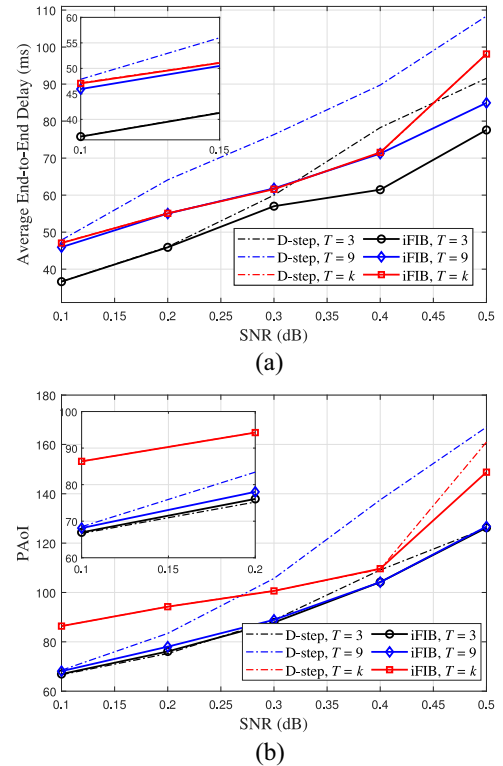 110
100
90
80
70
60
50
40
Average End-to-End Delay (ms)
60
55
50
45
40
0.1
0.15
D-step, T = 3
D-step, T = 9
D-step, T = k
iFIB, T = 3
iFIB, T = 9
iFIB, T = k
0.1 0.15 0.2 0.25 0.3 0.35 0.4 0.45 0.5
SNR (dB)
(a)
180
160
140
120
100
80
60
PAoI
100
90
80
70
60
0.1 0.15 0.2
D-step, T = 3
D-step, T = 9
D-step, T = k
iFIB, T = 3
iFIB, T = 9
iFIB, T = k
0.1 0.15 0.2 0.25 0.3 0.35 0.4 0.45 0.5
SNR (dB)
(b)